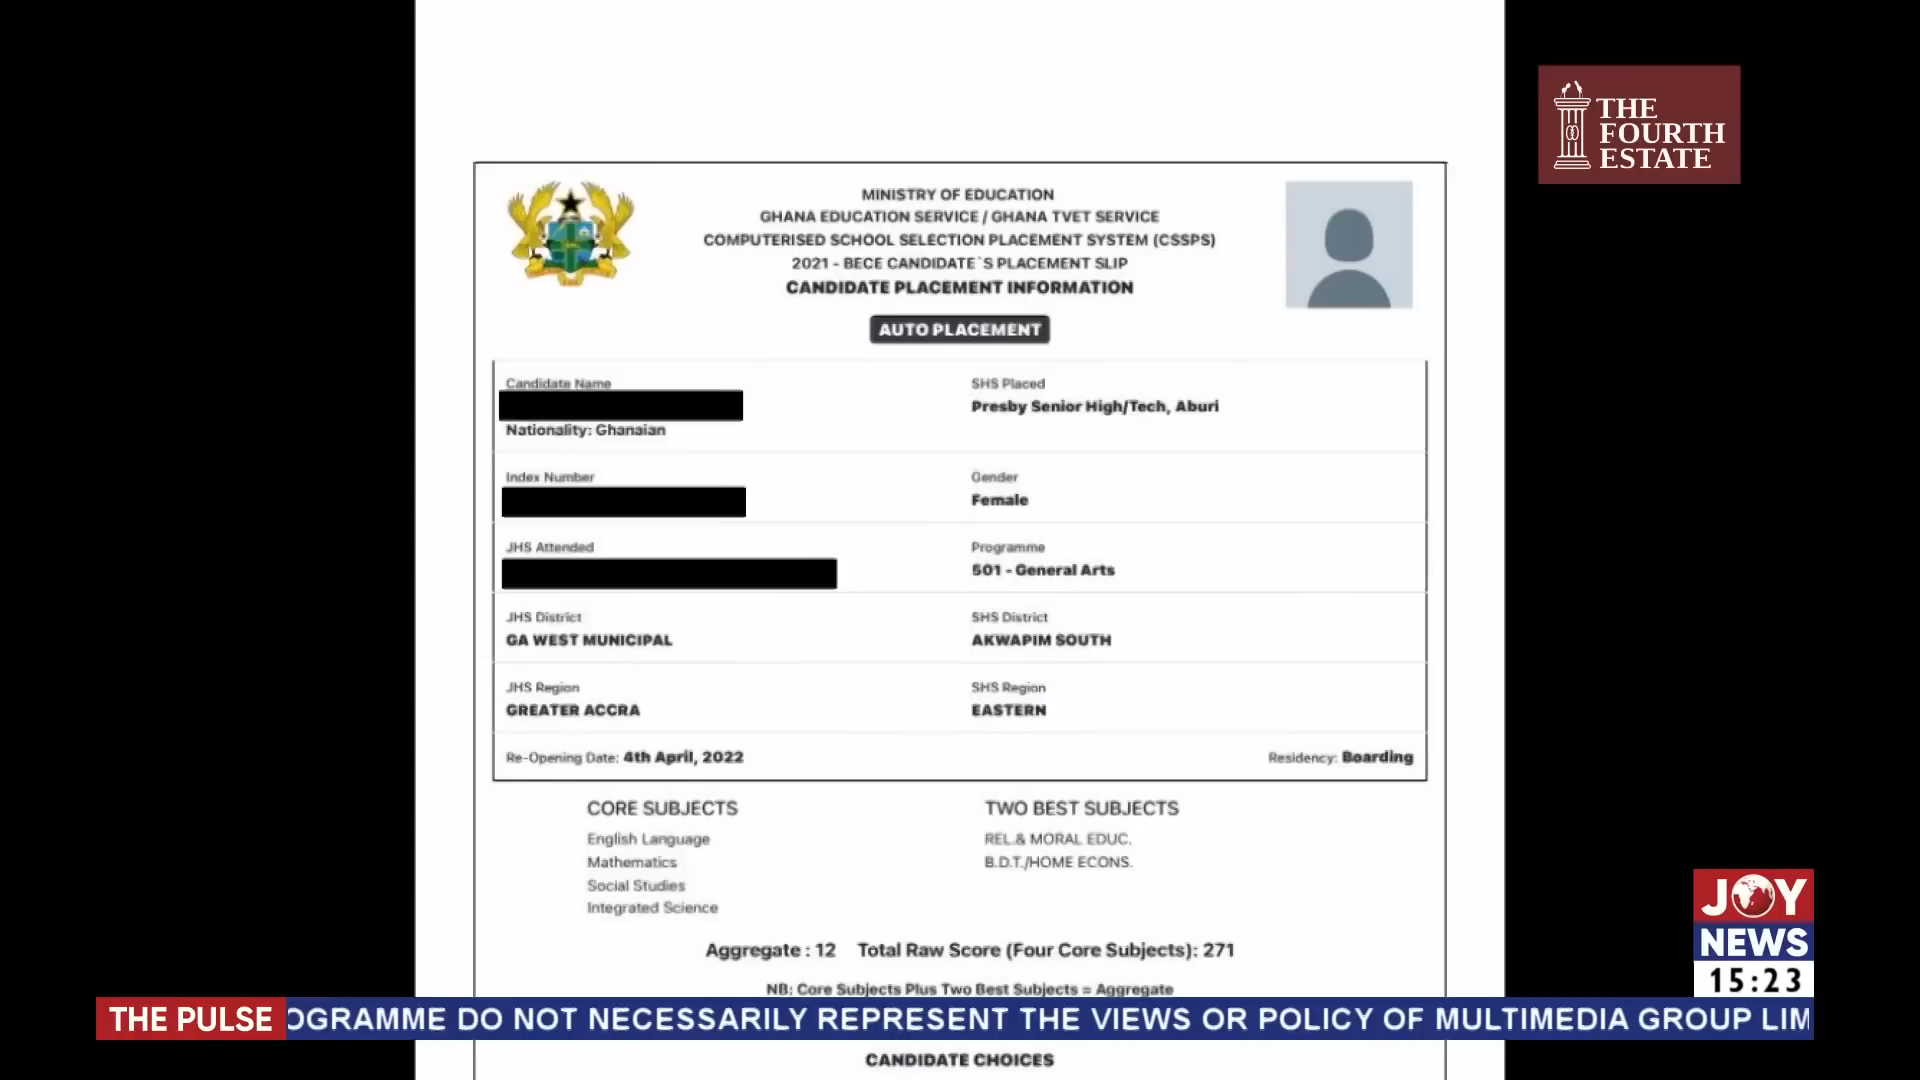 THE
FOURTH
ESTATE
MINISTRY OF EDUCATION
GHANA EDUCATION SERVICE / GHANA TVET SERVICE
COMPUTERISED SCHOOL SELECTION PLACEMENT SYSTEM (CSSPS)
2021 - BECE CANDIDATE`S PLACEMENT SLIP
CANDIDATE PLACEMENT INFORMATION
AUTO PLACEMENT
Candidate Name
Nationality: Ghanaian
SHS Placed
Presby Senior High/Tech, Aburi
Index Number
Gender
Female
JHS Attended
Programme
501 - General Arts
JHS District
GA WEST MUNICIPAL
SHS District
AKWAPIM SOUTH
JHS Region
GREATER ACCRA
SHS Region
EASTERN
Re-Opening Date: 4th April, 2022
Residency: Boarding
CORE SUBJECTS
English Language
Mathematics
Social Studies
Integrated Science
TWO BEST SUBJECTS
REL.& MORAL EDUC.
B.D.T./HOME ECONS.
Aggregate : 12 Total Raw Score (Four Core Subjects): 271
NB: Core Subjects Plus Two Best Subjects = Aggregate
JOY
NEWS
15:23
THE PULSE
OGRAMME DO NOT NECESSARILY REPRESENT THE VIEWS OR POLICY OF MULTIMEDIA GROUP LIM
CANDIDATE CHOICES